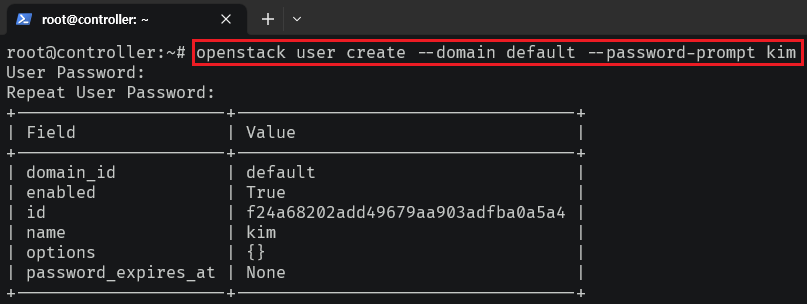 root@controller: ~
root@controller:~# openstack user create --domain default --password-prompt kim
User Password:
Repeat User Password:
+---------------------+----------------------------------+
| Field               | Value                            |
+---------------------+----------------------------------+
| domain_id           | default                          |
| enabled             | True                             |
| id                  | f24a68202add49679aa903adfba0a5a4 |
| name                | kim                              |
| options             | {}                               |
| password_expires_at | None                             |
+---------------------+----------------------------------+